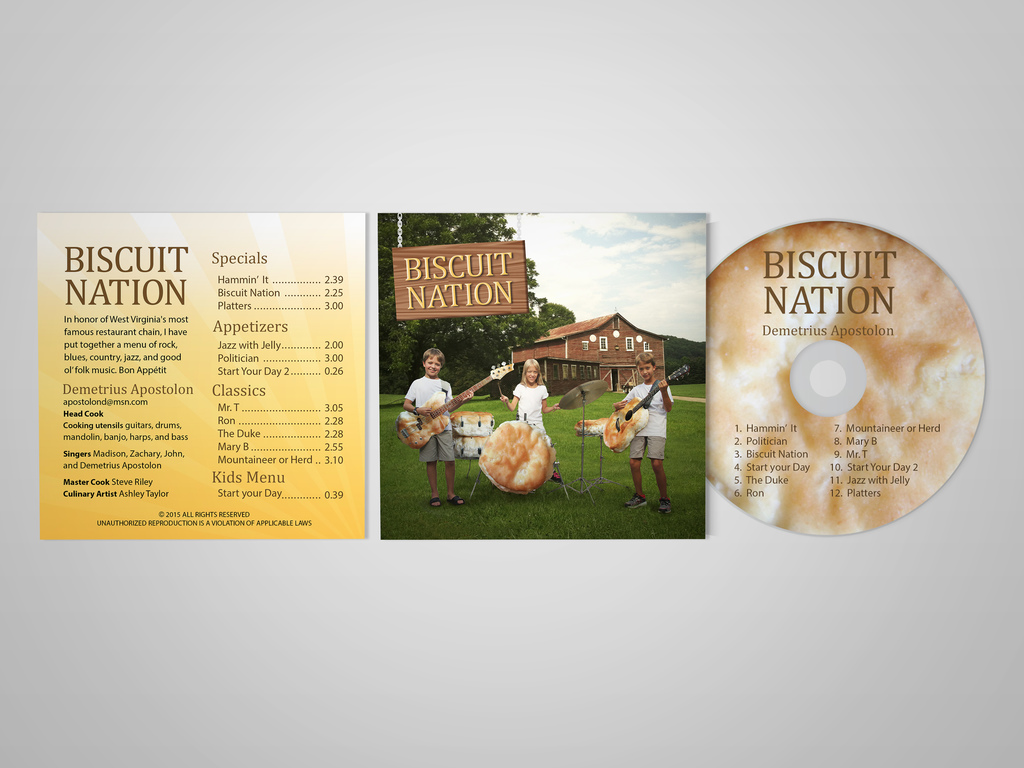 BISCUIT
NATION
In honor of West Virginia's most
famous restaurant chain, I have
put together a menu of rock,
blues, country, jazz, and good
ol' folk music. Bon Appétit
Demetrius Apostolon
apostolond@msn.com
Head Cook
Cooking utensils guitars, drums,
mandolin, banjo, harps, and bass
Singers Madison, Zachary, John,
and Demetrius Apostolon
Master Cook Steve Riley
Culinary Artist Ashley Taylor
Specials
Hammin' It ................ 2.39
Biscuit Nation ............ 2.25
Platters ...................... 3.00
Appetizers
Jazz with Jelly............. 2.00
Politician ................... 3.00
Start Your Day 2 .......... 0.26
Classics
Mr. T .......................... 3.05
Ron ............................ 2.28
The Duke .................... 2.28
Mary B ....................... 2.55
Mountaineer or Herd .. 3.10
Kids Menu
Start your Day............. 0.39
© 2015 ALL RIGHTS RESERVED
UNAUTHORIZED REPRODUCTION IS A VIOLATION OF APPLICABLE LAWS
BISCUIT
NATION
BISCUIT
NATION
Demetrius Apostolon
1. Hammin' It
2. Politician
3. Biscuit Nation
4. Start your Day
5. The Duke
6. Ron
7. Mountaineer or Herd
8. Mary B
9. Mr. T
10. Start Your Day 2
11. Jazz with Jelly
12. Platters